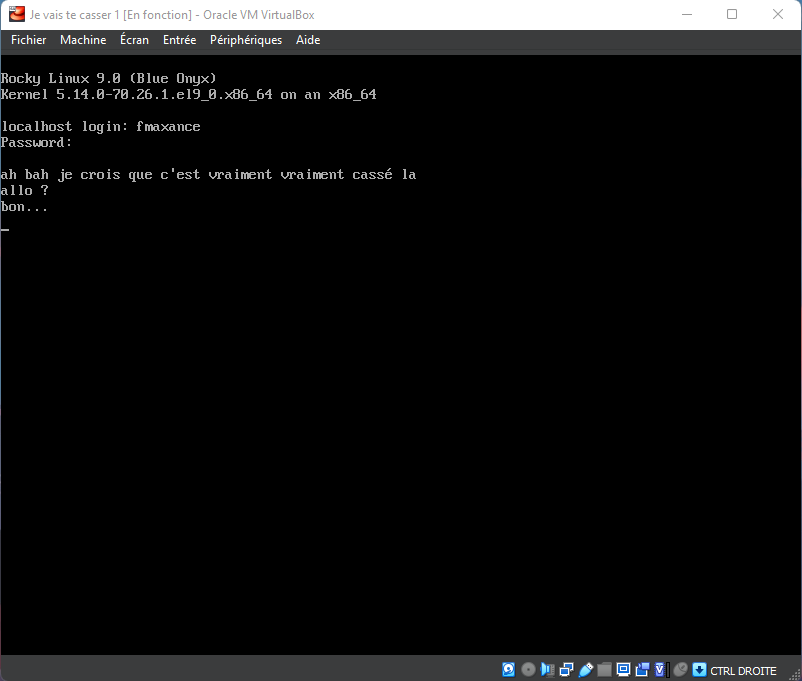 Je vais te casser 1 [En fonction] - Oracle VM VirtualBox
Fichier Machine Écran Entrée Périphériques Aide
Rocky Linux 9.0 (Blue Onyx)
Kernel 5.14.0-70.26.1.el9_0.x86_64 on an x86_64
localhost login: fmaxance
Password:
ah bah je crois que c'est vraiment vraiment cassé la
allo ?
bon...
CTRL DROITE